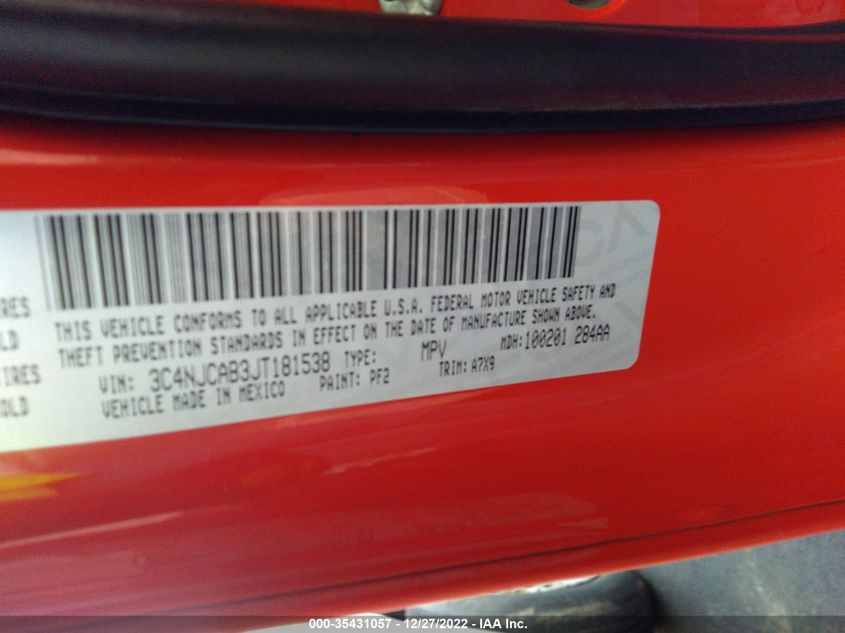 THIS VEHICLE CONFORMS TO ALL APPLICABLE U.S.A. FEDERAL MOTOR VEHICLE SAFETY AND
THEFT PREVENTION STANDARDS IN EFFECT ON THE DATE OF MANUFACTURE SHOWN ABOVE.
VIN: 3C4NJCAB3JT181538 TYPE: MPV MDH:100201 284AA
VEHICLE MADE IN MEXICO PAINT: PF2 TRIM: A7X9
000-35431057 - 12/27/2022 - IAA Inc.